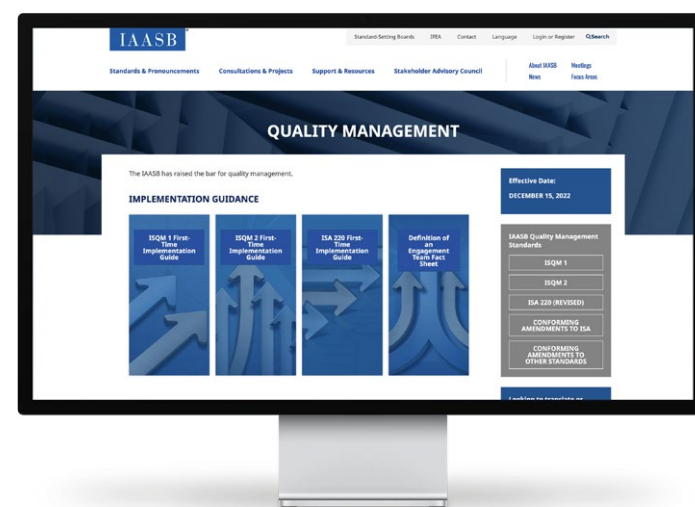 IAASB
Standard-Setting Boards IFEA Contact Language Login or Register Search
Standards & Pronouncements Consultations & Projects Support & Resources Stakeholder Advisory Council
About IAASB Meetings
News Focus Areas
QUALITY MANAGEMENT
The IAASB has raised the bar for quality management.
IMPLEMENTATION GUIDANCE
ISQM 1 First-
Time
Implementation
Guide
ISQM 2 First-
Time
Implementation
Guide
ISA 220 First-
Time
Implementation
Guide
Definition of
an
Engagement
Team Fact
Sheet
Effective Date:
DECEMBER 15, 2022
IAASB Quality Management
Standards
ISQM 1
ISQM 2
ISA 220 (REVISED)
CONFORMING
AMENDMENTS TO ISA
CONFORMING
AMENDMENTS TO
OTHER STANDARDS
Looking to translate or